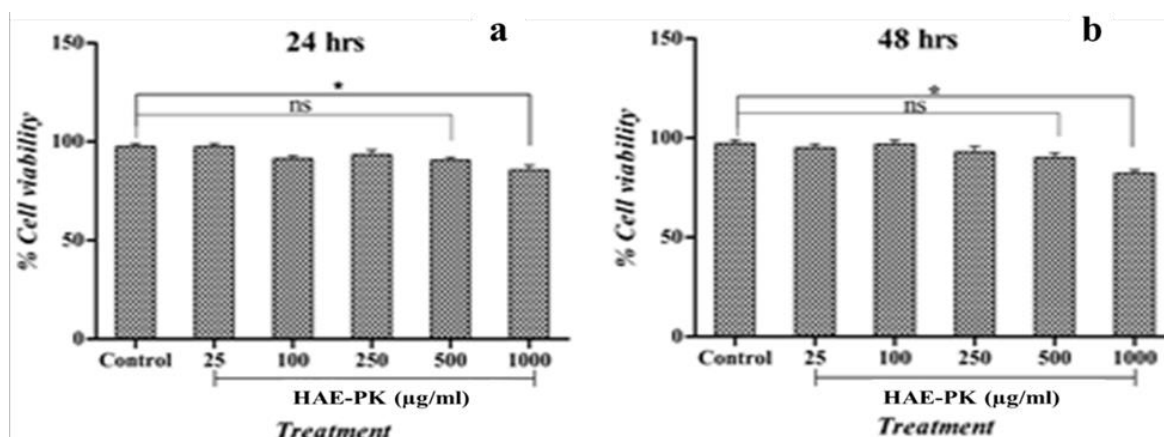 24 hrs
a
150
100
50
0
% Cell viability
*
ns
Control 25 100 250 500 1000
HAE-PK (µg/ml)
Treatment
48 hrs
b
150
100
50
0
% Cell viability
*
ns
Control 25 100 250 500 1000
HAE-PK (µg/ml)
Treatment